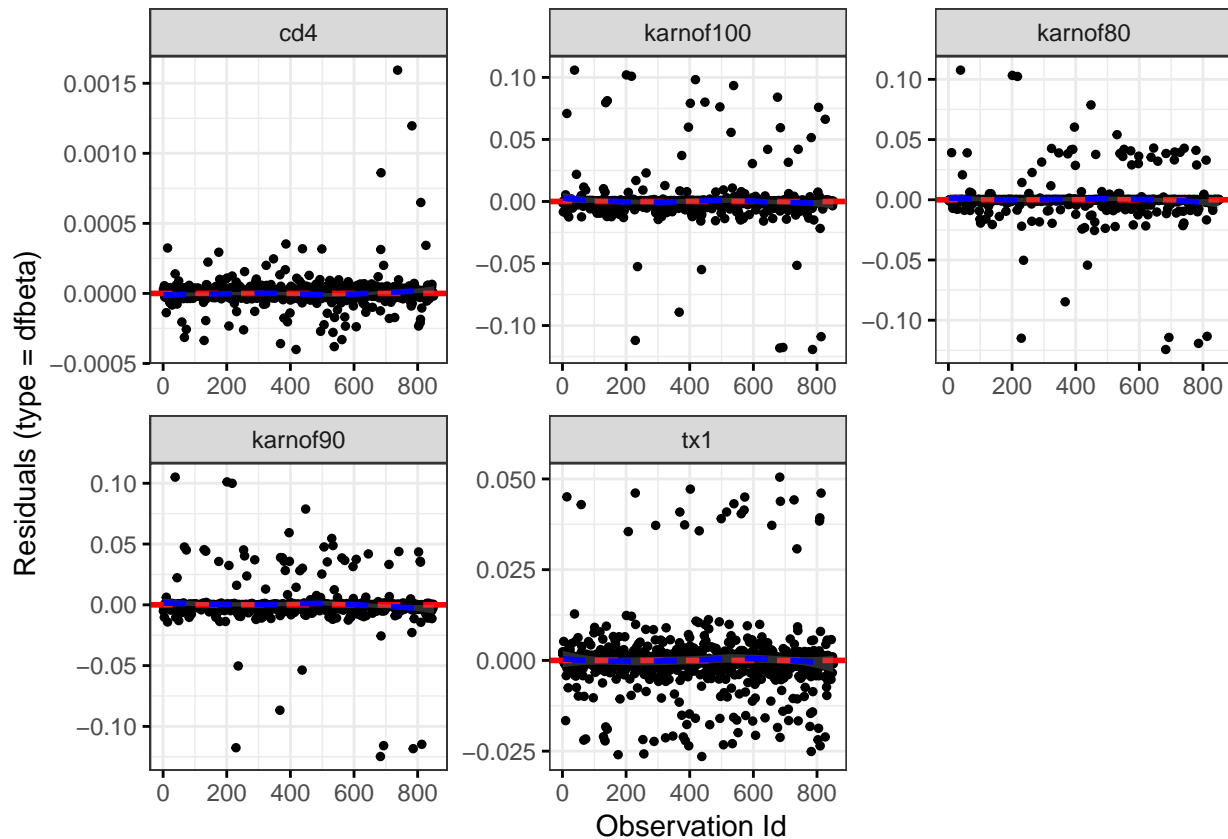 cd4 karnof100 karnof80
0.0015 0.10 0.10
0.0010 0.05 0.05
0.0005 0.00 0.00
0.0000 −0.05 −0.05
−0.0005 −0.10 −0.10
0 200 400 600 800 0 200 400 600 800 0 200 400 600 800
karnof90 tx1
0.10 0.050
0.05 0.025
0.00 0.000
−0.05 −0.025
−0.10
0 200 400 600 800 0 200 400 600 800
Residuals (type = dfbeta)
Observation Id